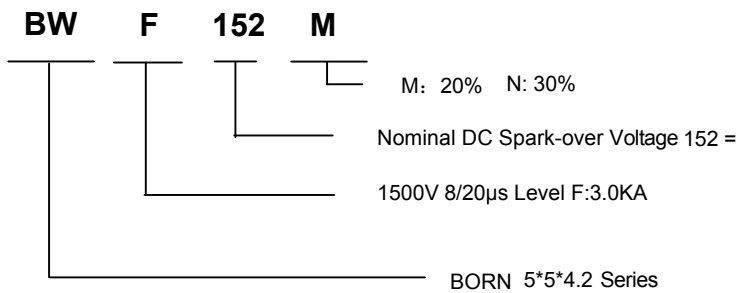 BW F 152 M
M：20% N: 30%
Nominal DC Spark-over Voltage 152 =
1500V 8/20μs Level F:3.0KA
BORN 5*5*4.2 Series